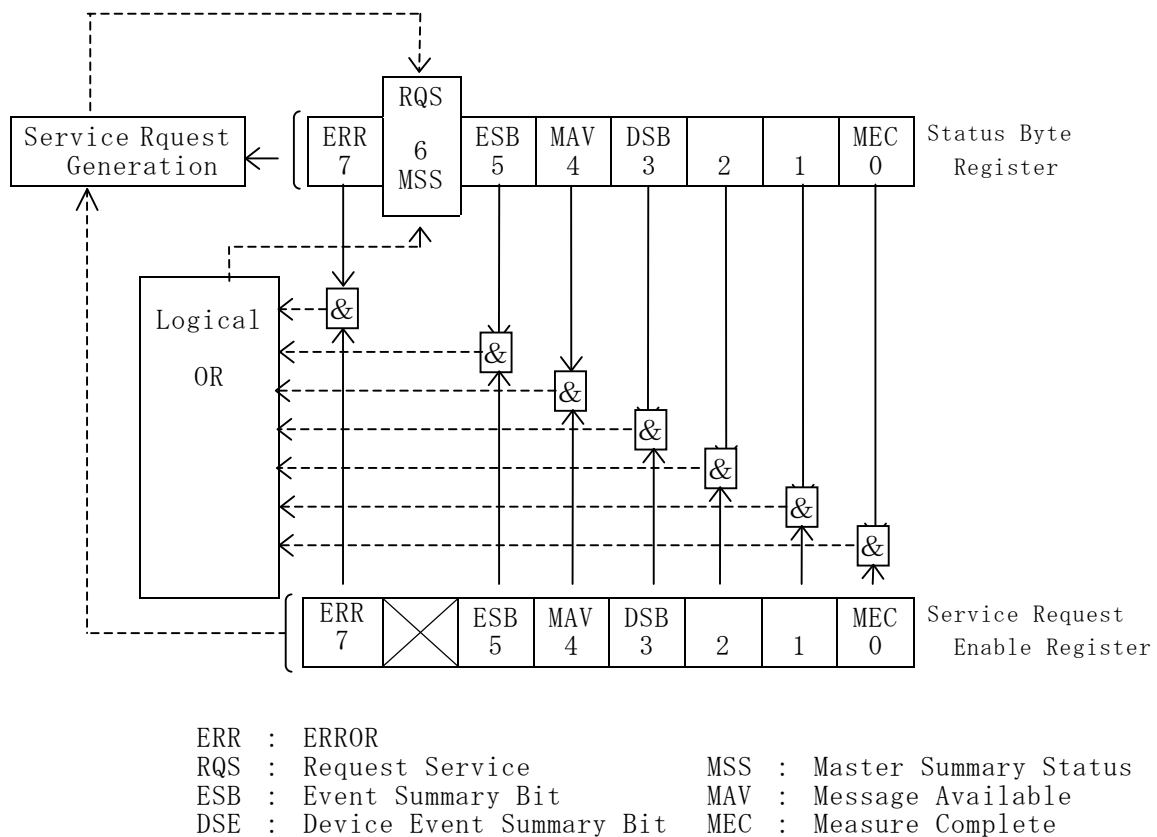 RQS
Service Rquest
Generation
ERR
7
6
MSS
ESB
5
MAV
4
DSB
3
2
1
MEC
0
Status Byte
Register
Logical
OR
&
&
&
&
&
&
&
ERR
7
ESB
5
MAV
4
DSB
3
2
1
MEC
0
Service Request
Enable Register
ERR : ERROR
RQS : Request Service MSS : Master Summary Status
ESB : Event Summary Bit MAV : Message Available
DSE : Device Event Summary Bit MEC : Measure Complete